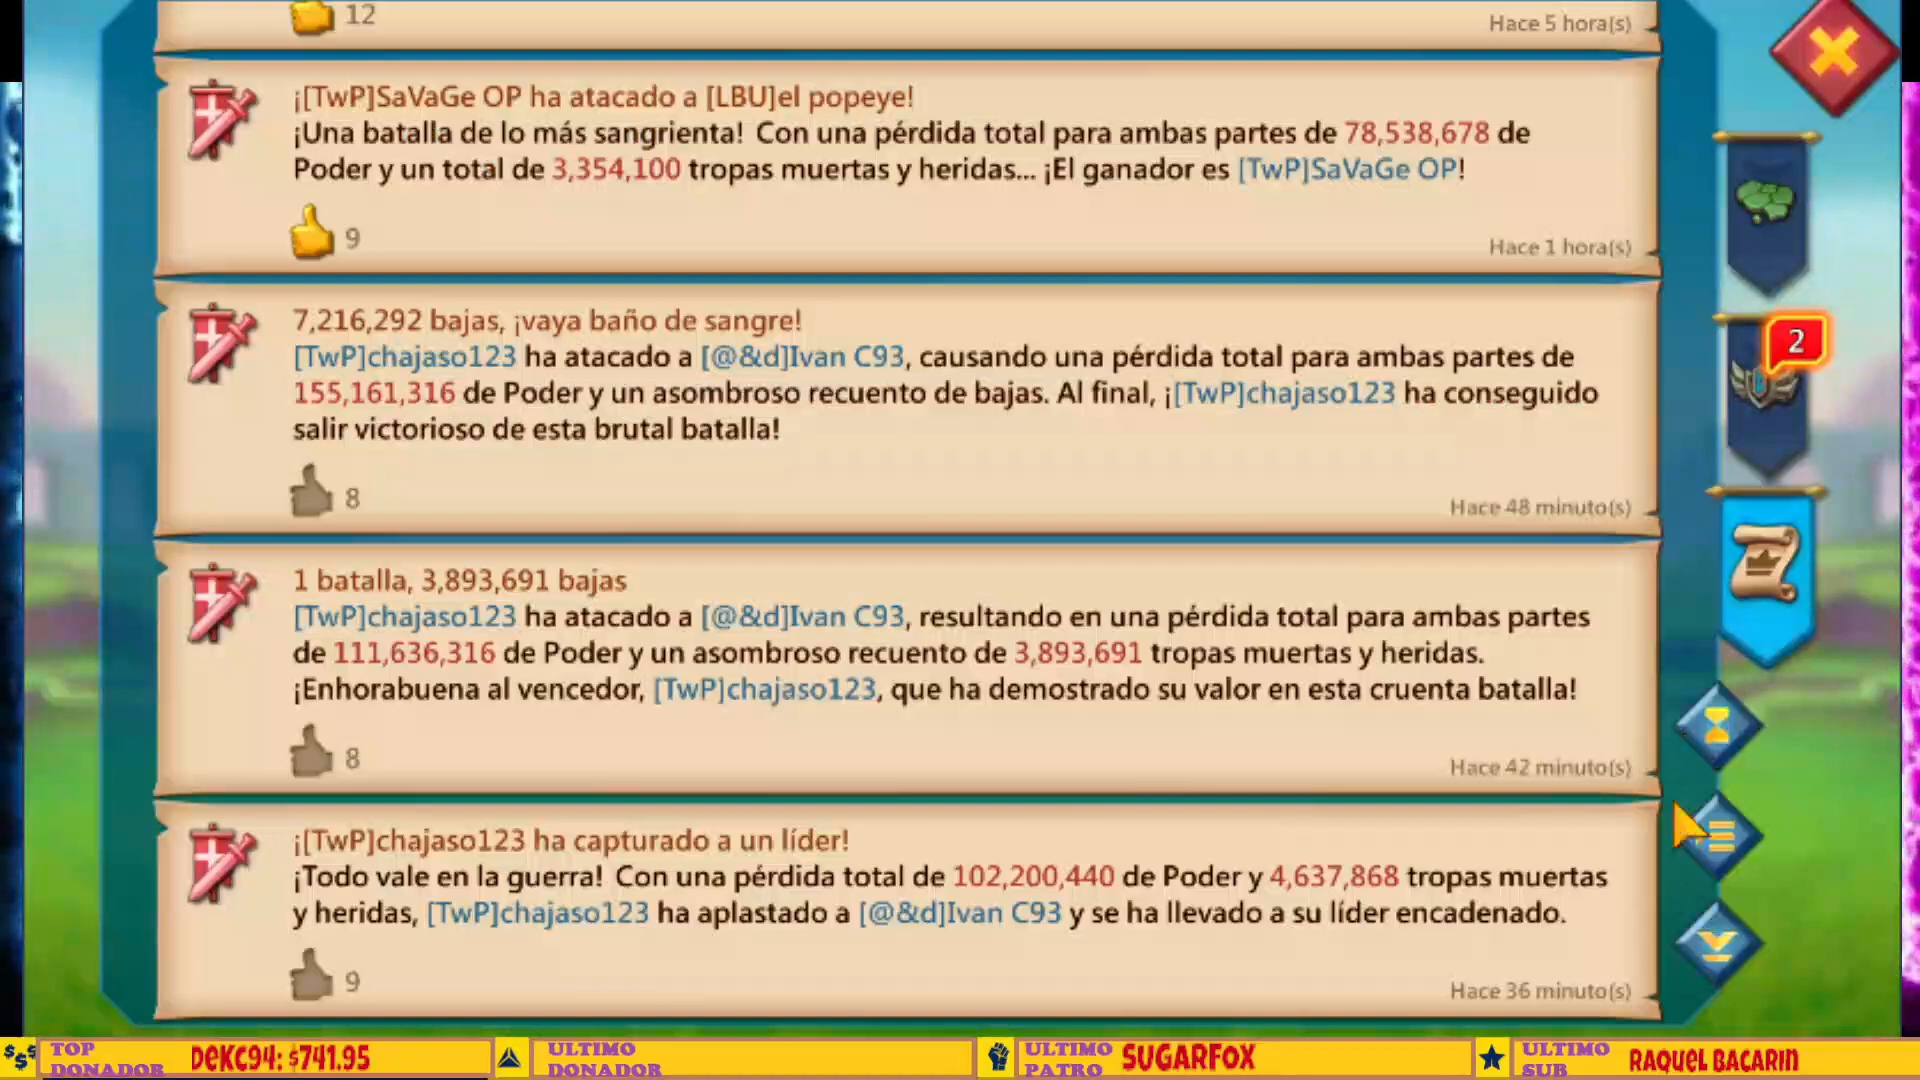 12
Hace 5 hora(s)
¡[TwP]SaVaGe OP ha atacado a [LBU]el popeye!
¡Una batalla de lo más sangrienta! Con una pérdida total para ambas partes de 78,538,678 de
Poder y un total de 3,354,100 tropas muertas y heridas... ¡El ganador es [TwP]SaVaGe OP!
9
Hace 1 hora(s)
7,216,292 bajas, ¡vaya baño de sangre!
[TwP]chajaso123 ha atacado a [@&d]Ivan C93, causando una pérdida total para ambas partes de
155,161,316 de Poder y un asombroso recuento de bajas. Al final, ¡[TwP]chajaso123 ha conseguido
salir victorioso de esta brutal batalla!
8
Hace 48 minuto(s)
1 batalla, 3,893,691 bajas
[TwP]chajaso123 ha atacado a [@&d]Ivan C93, resultando en una pérdida total para ambas partes
de 111,636,316 de Poder y un asombroso recuento de 3,893,691 tropas muertas y heridas.
¡Enhorabuena al vencedor, [TwP]chajaso123, que ha demostrado su valor en esta cruenta batalla!
8
Hace 42 minuto(s)
¡[TwP]chajaso123 ha capturado a un líder!
¡Todo vale en la guerra! Con una pérdida total de 102,200,440 de Poder y 4,637,868 tropas muertas
y heridas, [TwP]chajaso123 ha aplastado a [@&d]Ivan C93 y se ha llevado a su líder encadenado.
9
Hace 36 minuto(s)
2
TOP DONADOR
DEKC94: $741.95
ULTIMO DONADOR
ULTIMO PATRO
SUGARFOX
ULTIMO SUB
RAQUEL BACARIN